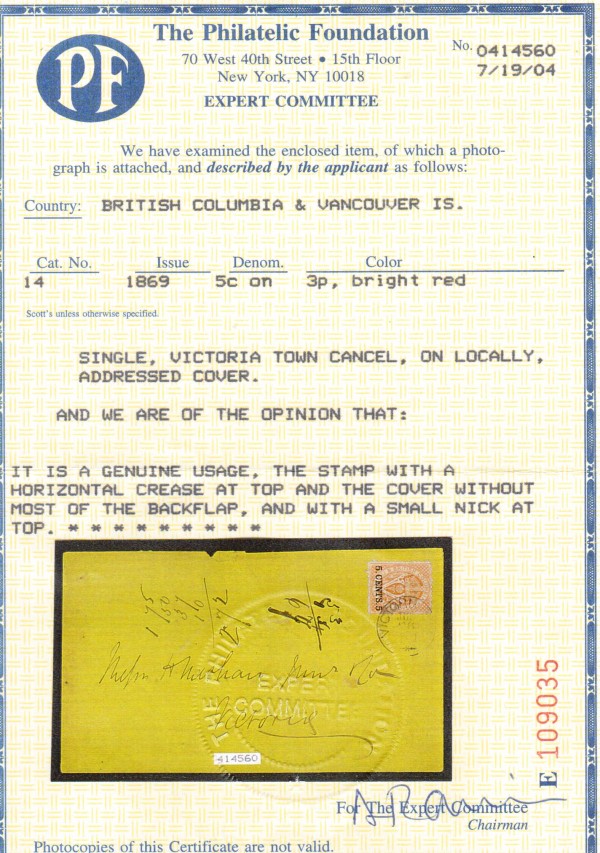 PF
The Philatelic Foundation
70 West 40th Street • 15th Floor
New York, NY 10018
EXPERT COMMITTEE
No. 0414560
7/19/04
We have examined the enclosed item, of which a photo-
graph is attached, and described by the applicant as follows:
Country: BRITISH COLUMBIA & VANCOUVER IS.
Cat. No. Issue Denom. Color
14 1869 5c on 3p, bright red
Scott's unless otherwise specified.
SINGLE, VICTORIA TOWN CANCEL, ON LOCALLY,
ADDRESSED COVER.
AND WE ARE OF THE OPINION THAT:
IT IS A GENUINE USAGE, THE STAMP WITH A
HORIZONTAL CREASE AT TOP AND THE COVER WITHOUT
MOST OF THE BACKFLAP, AND WITH A SMALL NICK AT
TOP. * * * * * * * * *
5. CENTS. 5
EXPERT
COMMITTEE
Victoria
414560
E 109035
For The Expert Committee
Chairman
Photocopies of this Certificate are not valid.